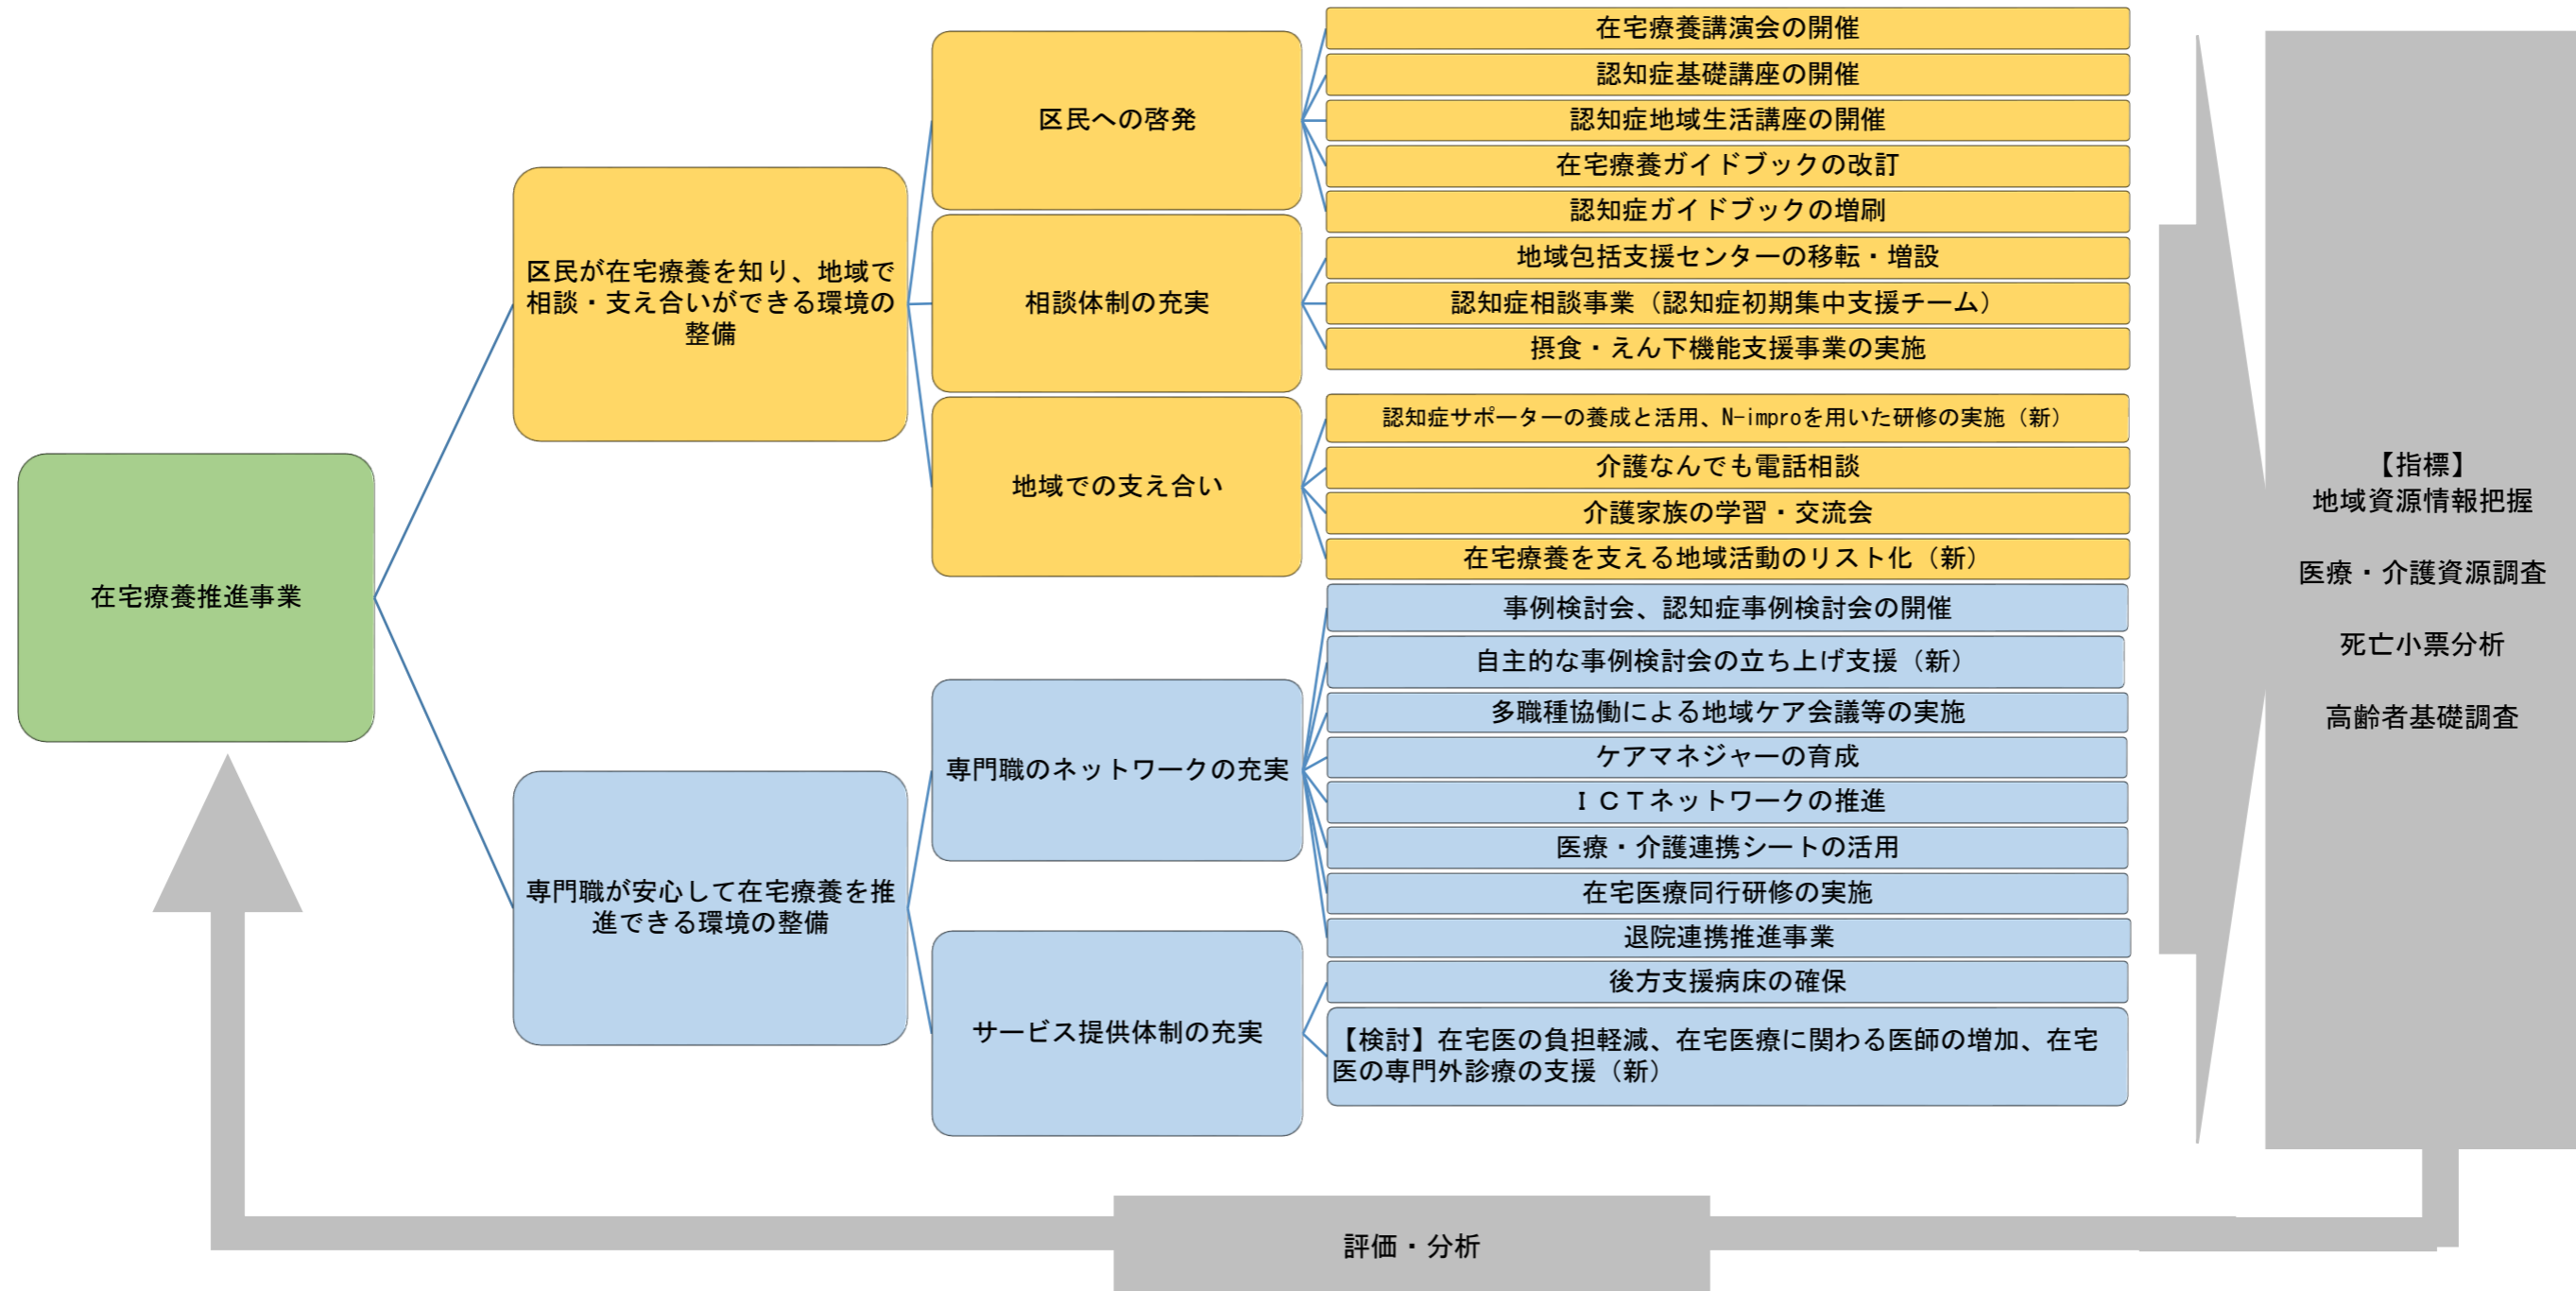 在宅療養推進事業
区民が在宅療養を知り、地域で
相談・支え合いができる環境の
整備
区民への啓発
在宅療養講演会の開催
認知症基礎講座の開催
認知症地域生活講座の開催
在宅療養ガイドブックの改訂
認知症ガイドブックの増刷
相談体制の充実
地域包括支援センターの移転・増設
認知症相談事業（認知症初期集中支援チーム）
摂食・えん下機能支援事業の実施
地域での支え合い
認知症サポーターの養成と活用、N-improを用いた研修の実施（新）
介護なんでも電話相談
介護家族の学習・交流会
在宅療養を支える地域活動のリスト化（新）
専門職が安心して在宅療養を推
進できる環境の整備
専門職のネットワークの充実
事例検討会、認知症事例検討会の開催
自主的な事例検討会の立ち上げ支援（新）
多職種協働による地域ケア会議等の実施
ケアマネジャーの育成
ＩＣＴネットワークの推進
医療・介護連携シートの活用
在宅医療同行研修の実施
退院連携推進事業
サービス提供体制の充実
後方支援病床の確保
【検討】在宅医の負担軽減、在宅医療に関わる医師の増加、在宅
医の専門外診療の支援（新）
【指標】
地域資源情報把握
医療・介護資源調査
死亡小票分析
高齢者基礎調査
評価・分析